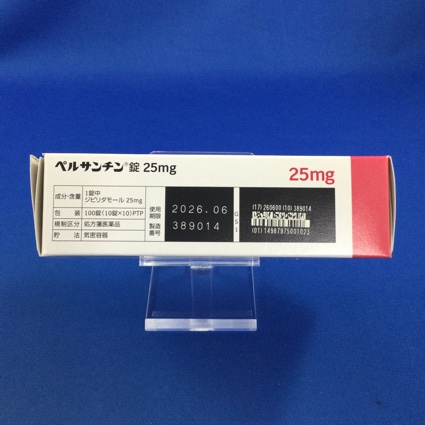 ペルサンチン®錠 25mg
25mg
成分・含量 1錠中 ジピリダモール 25mg
包装 100錠(10錠×10)PTP
規制区分 処方箋医薬品
貯法 気密容器
使用期限 2026.06
製造番号 389014
GS1
(17)260600(10)389014
(01)14987975001023